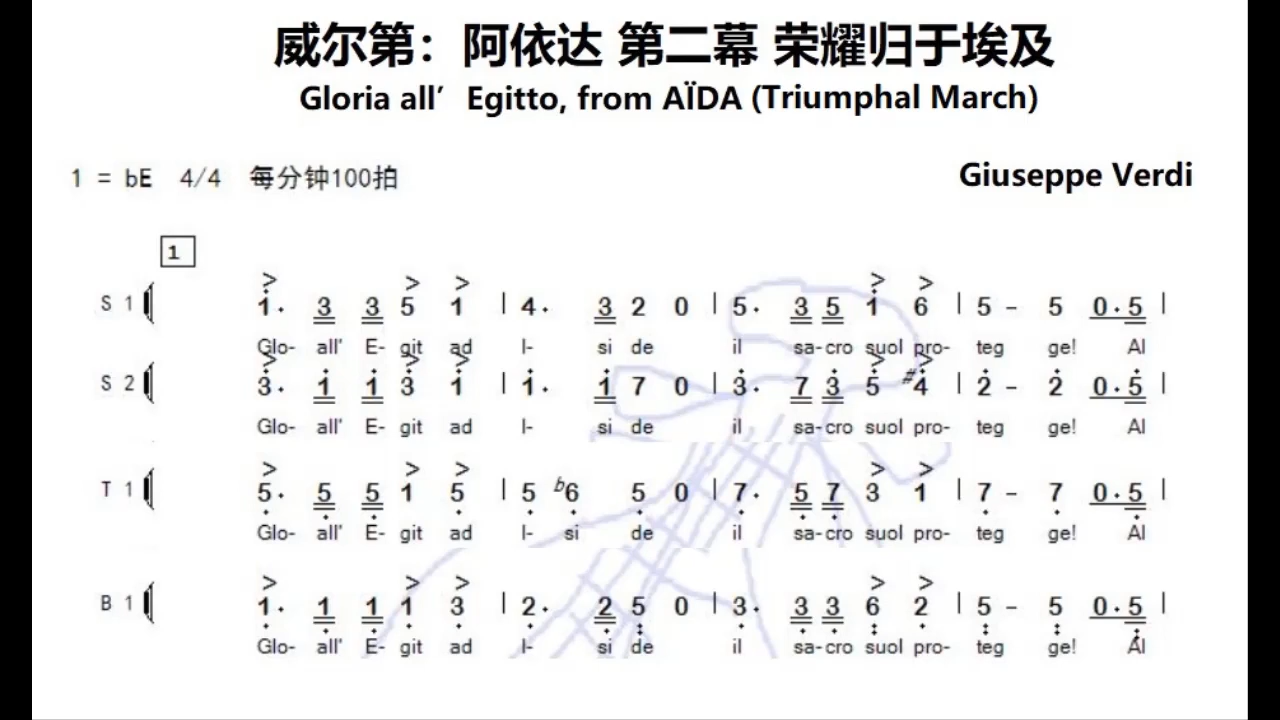 威尔第：阿依达 第二幕 荣耀归于埃及
Gloria all’ Egitto, from AÏDA (Triumphal March)
1 = bE 4/4 每分钟100拍
Giuseppe Verdi
1
S 1 1. 3 3 5 1 | 4. 3 2 0 | 5. 3 5 1 6 | 5 - 5 0.5 |
Glo- all' E- git ad I- si de il sa-cro suol pro- teg ge! Al
S 2 3. 1 1 3 1 | 1. 1 7 0 | 3. 7 3 5 #4 | 2 - 2 0.5 |
Glo- all' E- git ad I- si de il sa-cro suol pro- teg ge! Al
T 1 5. 5 5 1 5 | 5 b6 5 0 | 7. 5 7 3 1 | 7 - 7 0.5 |
Glo- all' E- git ad I- si de il sa-cro suol pro- teg ge! Al
B 1 1. 1 1 1 3 | 2. 2 5 0 | 3. 3 3 6 2 | 5 - 5 0.5 |
Glo- all' E- git ad I- si de il sa-cro suol pro- teg ge! Al